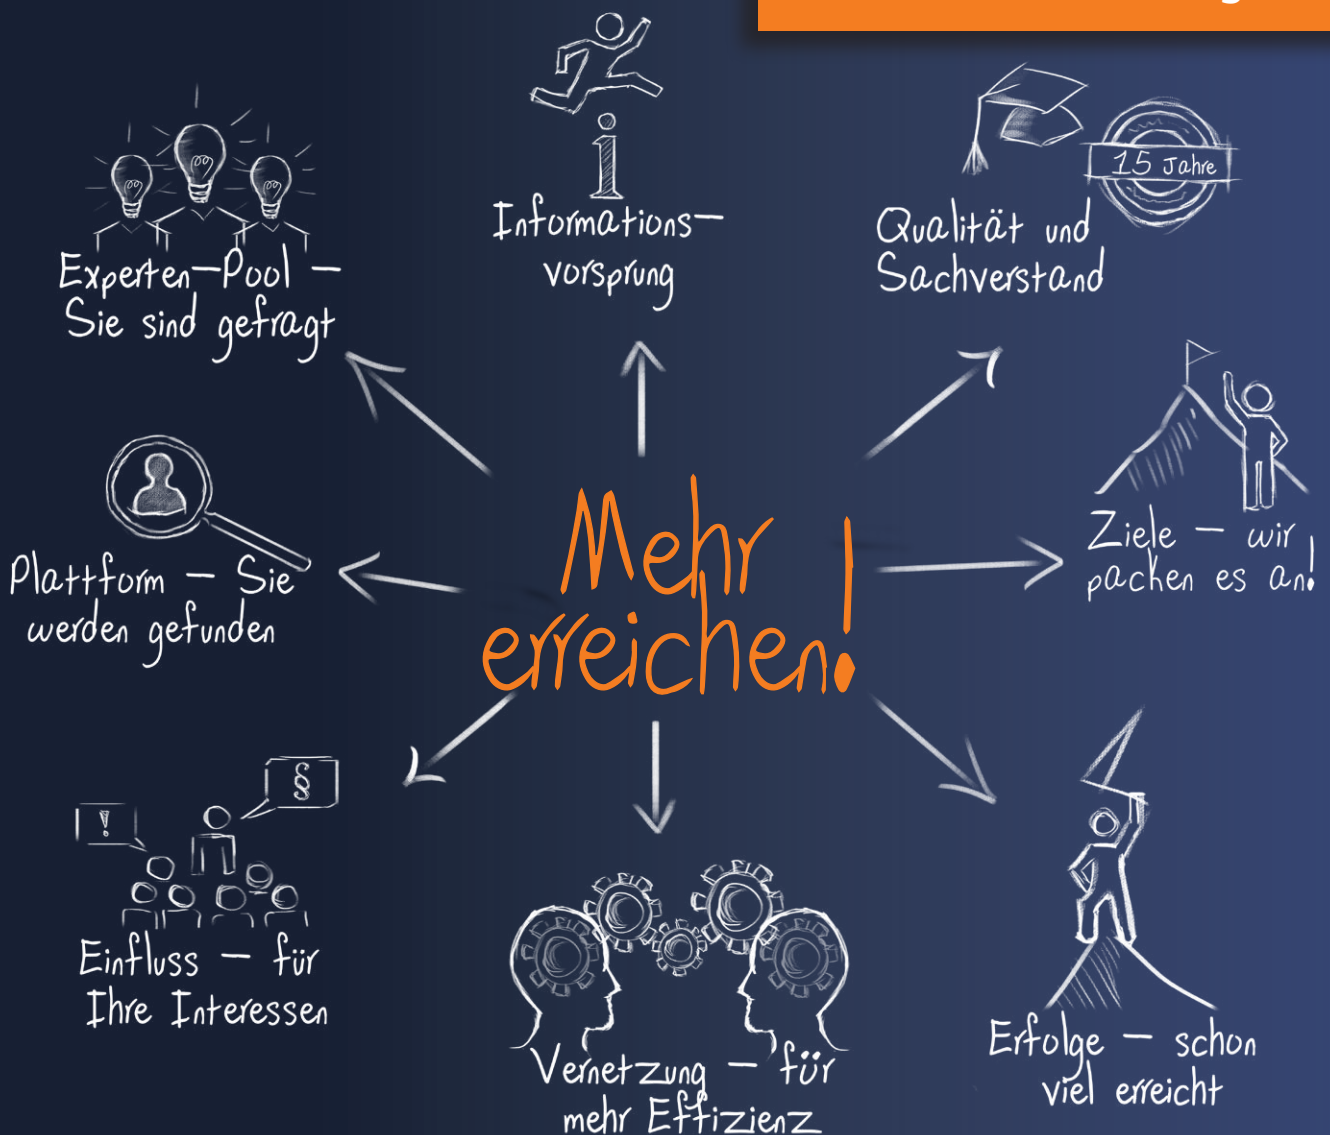 Informations-
vorsprung
15 Jahre
Qualität und
Sachverstand
Experten-Pool -
Sie sind gefragt
Ziele - wir
packen es an!
Plattform - Sie
werden gefunden
Mehr
erreichen!
§
!
Einfluss - für
Ihre Interessen
Vernetzung - für
mehr Effizienz
Erfolge - schon
viel erreicht